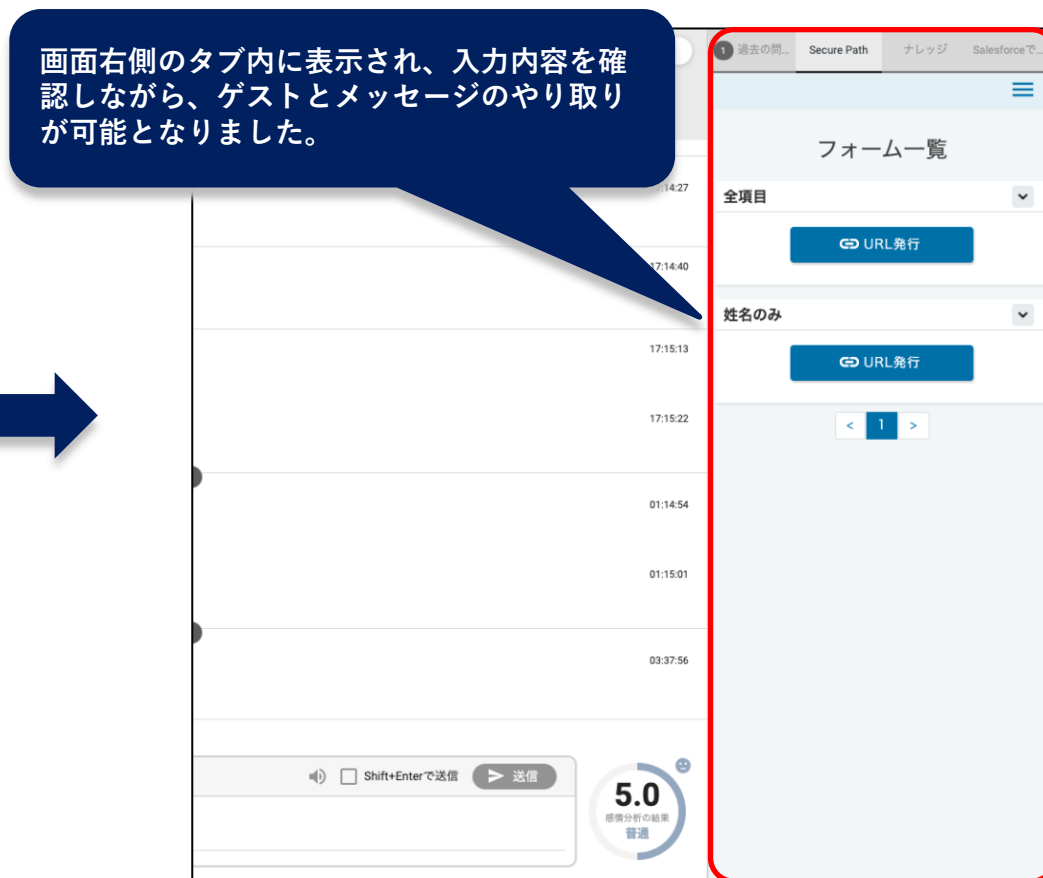 画面右側のタブ内に表示され、入力内容を確
認しながら、ゲストとメッセージのやり取り
が可能となりました。
1 過去の問... Secure Path ナレッジ Salesforceで...
フォーム一覧
全項目
URL発行
姓名のみ
URL発行
< 1 >
:14:27
17:14:40
17:15:13
17:15:22
01:14:54
01:15:01
03:37:56
Shift+Enterで送信 送信
5.0
感情分析の結果
普通